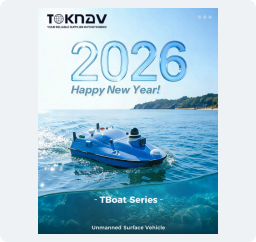 TOKNAV
2026
Happy New Year!
- TBoat Series -
Unmanned Surface Vehicle